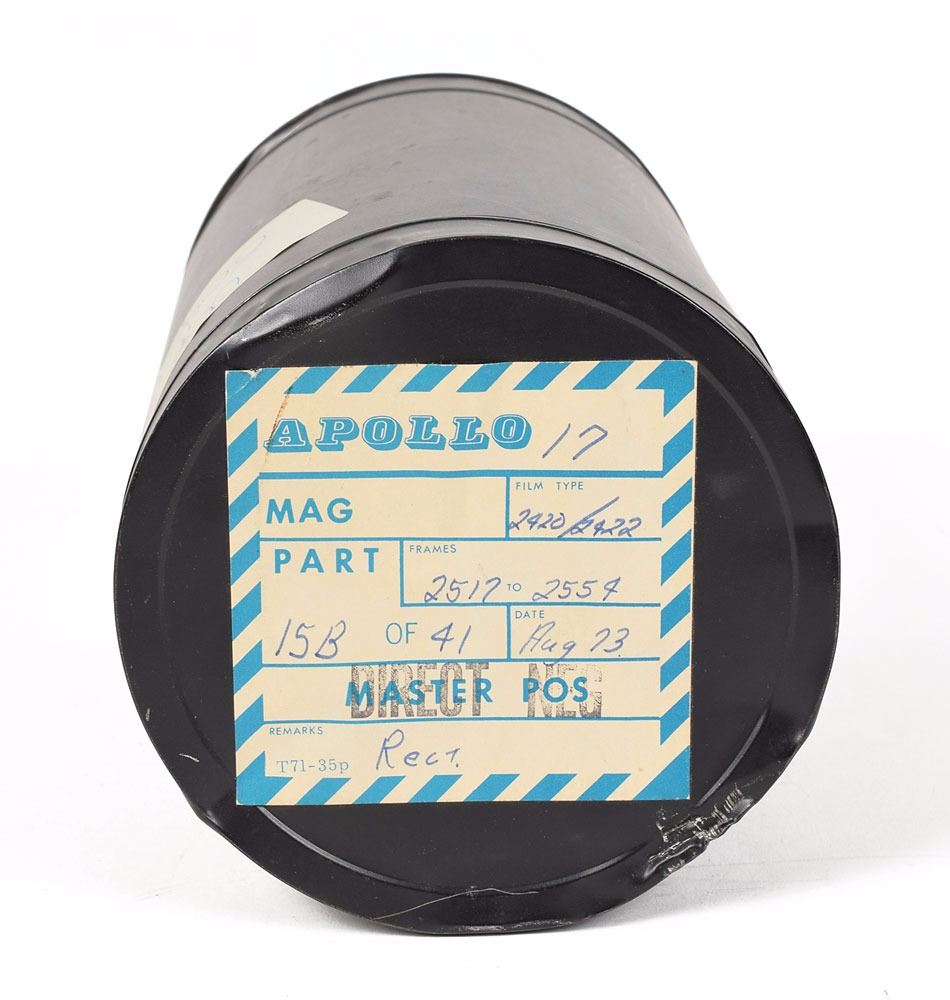 APOLLO 17
MAG
FILM TYPE
2420/2422
PART
FRAMES
2517 TO 2554
15B OF 41
DATE
Aug 73
MASTER POS
DIRECT NEG
REMARKS
T71-35p Rect.